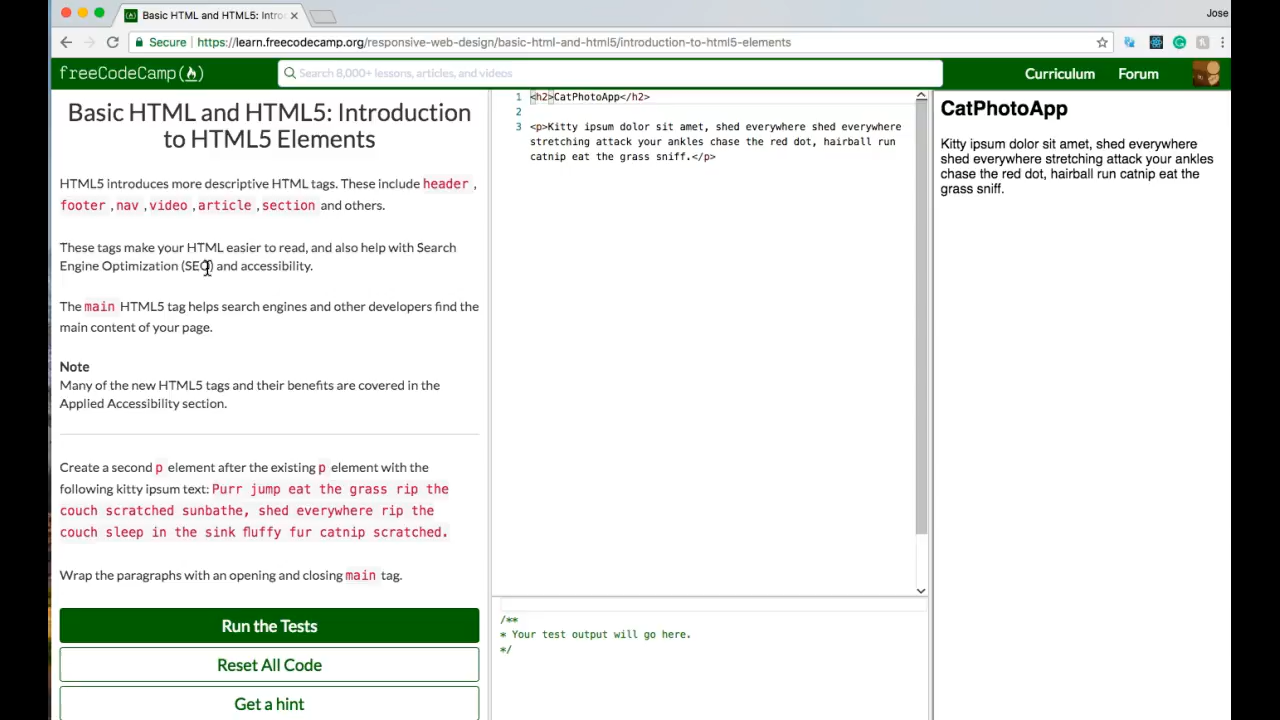 Basic HTML and HTML5: Intro
Jose
Secure https://learn.freecodecamp.org/responsive-web-design/basic-html-and-html5/introduction-to-html5-elements
freeCodeCamp
Search 8,000+ lessons, articles, and videos
Curriculum Forum
Basic HTML and HTML5: Introduction
to HTML5 Elements
HTML5 introduces more descriptive HTML tags. These include header ,
footer ,nav ,video ,article ,section and others.
These tags make your HTML easier to read, and also help with Search
Engine Optimization (SEO) and accessibility.
The main HTML5 tag helps search engines and other developers find the
main content of your page.
Note
Many of the new HTML5 tags and their benefits are covered in the
Applied Accessibility section.
Create a second p element after the existing p element with the
following kitty ipsum text: Purr jump eat the grass rip the
couch scratched sunbathe, shed everywhere rip the
couch sleep in the sink fluffy fur catnip scratched.
Wrap the paragraphs with an opening and closing main tag.
Run the Tests
Reset All Code
Get a hint
1 <h2>CatPhotoApp</h2>
2
3 <p>Kitty ipsum dolor sit amet, shed everywhere shed everywhere
stretching attack your ankles chase the red dot, hairball run
catnip eat the grass sniff.</p>
/**
* Your test output will go here.
*/
CatPhotoApp
Kitty ipsum dolor sit amet, shed everywhere
shed everywhere stretching attack your ankles
chase the red dot, hairball run catnip eat the
grass sniff.